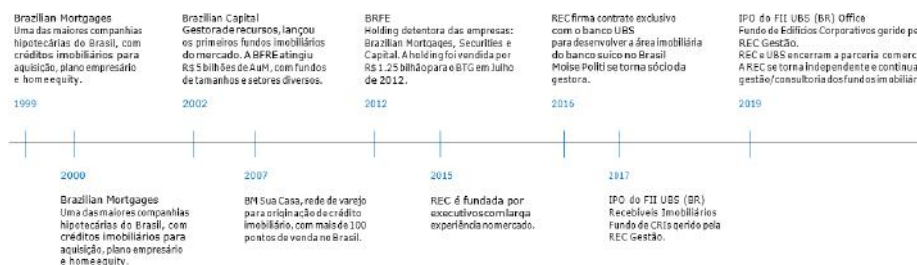 Brazilian Mortgages
Uma das maiores companhias
hipotecárias do Brasil, com
créditos imobiliários para
aquisição, plano empresário
e home equity.
1999
Brazilian Capital
Gestora de recursos, lançou
os primeiros fundos imobiliários
do mercado. A BFRE atingiu
R$ 5 bilhões de AuM, com fundos
de tamanhos e setores diversos.
2002
BRFE
Holding detentora das empresas:
Brazilian Mortgages, Securities e
Capital. A holding foi vendida por
R$ 1.25 bilhão para o BTG em Julho
de 2012.
2012
REC firma contrato exclusivo
com o banco UBS
para desenvolver a área imobiliária
do banco suíco no Brasil
Moise Politi se torna sócio da
gestora.
2016
IPO do FII UBS (BR) Office
Fundo de Edifícios Corporativos gerido pe
REC Gestão.
REC e UBS encerram a parceria comerc
A REC se torna independente e continua
gestão/consultoria dos fundos imobiliár
2019
2000
Brazilian Mortgages
Uma das maiores companhias
hipotecárias do Brasil, com
créditos imobiliários para
aquisição, plano empresário
e home equity.
2007
BM Sua Casa, rede de varejo
para originação de crédito
imobiliário, com mais de 100
pontos de venda no Brasil.
2015
REC é fundada por
executivos com larga
experiência no mercado.
2017
IPO do FII UBS (BR)
Recebíveis Imobiliários
Fundo de CRIs gerido pela
REC Gestão.